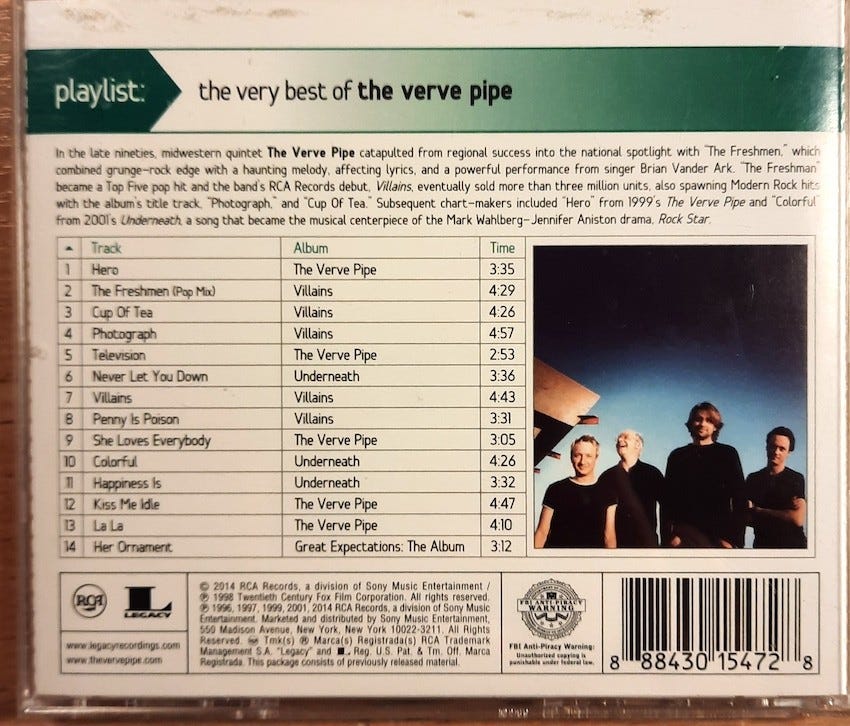 playlist: the very best of the verve pipe
In the late nineties, midwestern quintet The Verve Pipe catapulted from regional success into the national spotlight with "The Freshmen," which
combined grunge-rock edge with a haunting melody, affecting lyrics, and a powerful performance from singer Brian Vander Ark. "The Freshman"
became a Top Five pop hit and the band's RCA Records debut, Villains, eventually sold more than three million units, also spawning Modern Rock hits
with the album's title track, "Photograph," and "Cup Of Tea." Subsequent chart-makers included "Hero" from 1999's The Verve Pipe and "Colorful"
from 2001's Underneath, a song that became the musical centerpiece of the Mark Wahlberg-Jennifer Aniston drama, Rock Star.
Track Album Time
1 Hero The Verve Pipe 3:35
2 The Freshmen (Pop Mix) Villains 4:29
3 Cup Of Tea Villains 4:26
4 Photograph Villains 4:57
5 Television The Verve Pipe 2:53
6 Never Let You Down Underneath 3:36
7 Villains Villains 4:43
8 Penny Is Poison Villains 3:31
9 She Loves Everybody The Verve Pipe 3:05
10 Colorful Underneath 4:26
11 Happiness Is Underneath 3:32
12 Kiss Me Idle The Verve Pipe 4:47
13 La La The Verve Pipe 4:10
14 Her Ornament Great Expectations: The Album 3:12
RCA
L
LEGACY
www.legacyrecordings.com
www.thevervepipe.com
© 2014 RCA Records, a division of Sony Music Entertainment /
℗ 1998 Twentieth Century Fox Film Corporation. All rights reserved.
℗ 1996, 1997, 1999, 2001, 2014 RCA Records, a division of Sony Music
Entertainment. Marketed and distributed by Sony Music Entertainment,
550 Madison Avenue, New York, New York 10022-3211. All Rights
Reserved. Tmk(s) ® Marca(s) Registrada(s) RCA Trademark
Management S.A. "Legacy" and L Reg. U.S. Pat. & Tm. Off. Marca
Registrada. This package consists of previously released material.
FBI ANTI-PIRACY
WARNING
FBI Anti-Piracy Warning:
Unauthorized copying is
punishable under federal law.
8 88430 15472 8